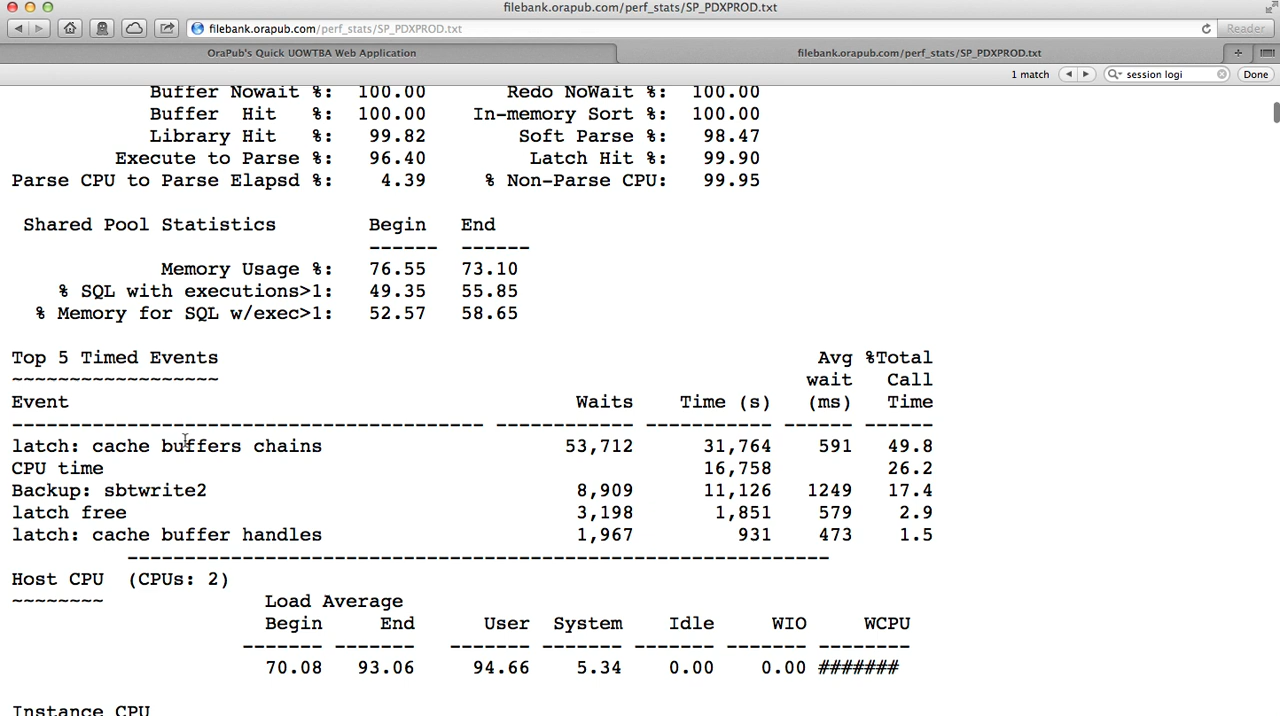 filebank.orapub.com/perf_stats/SP_PDXPROD.txt
filebank.orapub.com/perf_stats/SP_PDXPROD.txt
Reader
OraPub's Quick UOWTBA Web Application
filebank.orapub.com/perf_stats/SP_PDXPROD.txt
1 match
session logi
Done
Buffer Nowait %: 100.00 Redo NoWait %: 100.00
Buffer Hit %: 100.00 In-memory Sort %: 100.00
Library Hit %: 99.82 Soft Parse %: 98.47
Execute to Parse %: 96.40 Latch Hit %: 99.90
Parse CPU to Parse Elapsd %: 4.39 % Non-Parse CPU: 99.95
Shared Pool Statistics Begin End
------ ------
Memory Usage %: 76.55 73.10
% SQL with executions>1: 49.35 55.85
% Memory for SQL w/exec>1: 52.57 58.65
Top 5 Timed Events Avg %Total
~~~~~~~~~~~~~~~~~~ wait Call
Event Waits Time (s) (ms) Time
----------------------------------------- ------------ ----------- ------ ------
latch: cache buffers chains 53,712 31,764 591 49.8
CPU time 16,758 26.2
Backup: sbtwrite2 8,909 11,126 1249 17.4
latch free 3,198 1,851 579 2.9
latch: cache buffer handles 1,967 931 473 1.5
-------------------------------------------------------------
Host CPU (CPUs: 2)
~~~~~~~~ Load Average
Begin End User System Idle WIO WCPU
------- ------- ------- ------- ------- ------- --------
70.08 93.06 94.66 5.34 0.00 0.00 #######
Instance CPU